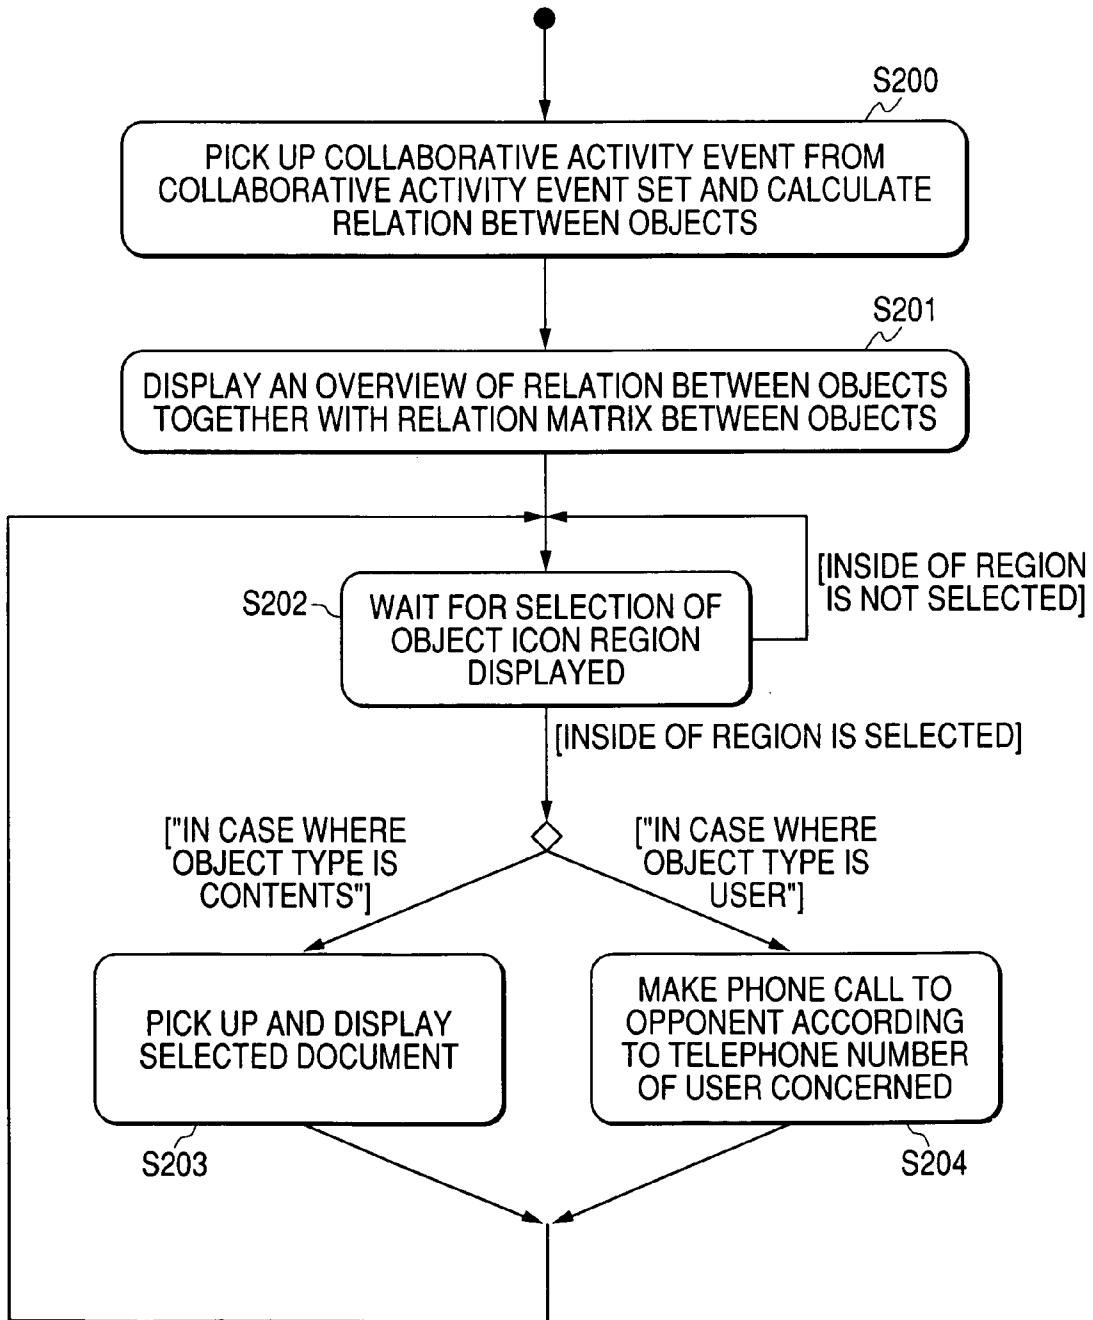 S200
PICK UP COLLABORATIVE ACTIVITY EVENT FROM
COLLABORATIVE ACTIVITY EVENT SET AND CALCULATE
RELATION BETWEEN OBJECTS
S201
DISPLAY AN OVERVIEW OF RELATION BETWEEN OBJECTS
TOGETHER WITH RELATION MATRIX BETWEEN OBJECTS
[INSIDE OF REGION
IS NOT SELECTED]
S202
WAIT FOR SELECTION OF
OBJECT ICON REGION
DISPLAYED
[INSIDE OF REGION IS SELECTED]
["IN CASE WHERE
OBJECT TYPE IS
CONTENTS"]
["IN CASE WHERE
OBJECT TYPE IS
USER"]
PICK UP AND DISPLAY
SELECTED DOCUMENT
S203
MAKE PHONE CALL TO
OPPONENT ACCORDING
TO TELEPHONE NUMBER
OF USER CONCERNED
S204